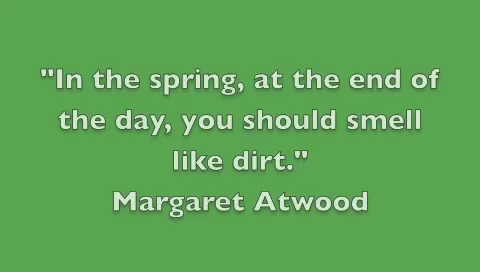 "In the spring, at the end of
the day, you should smell
like dirt."
Margaret Atwood